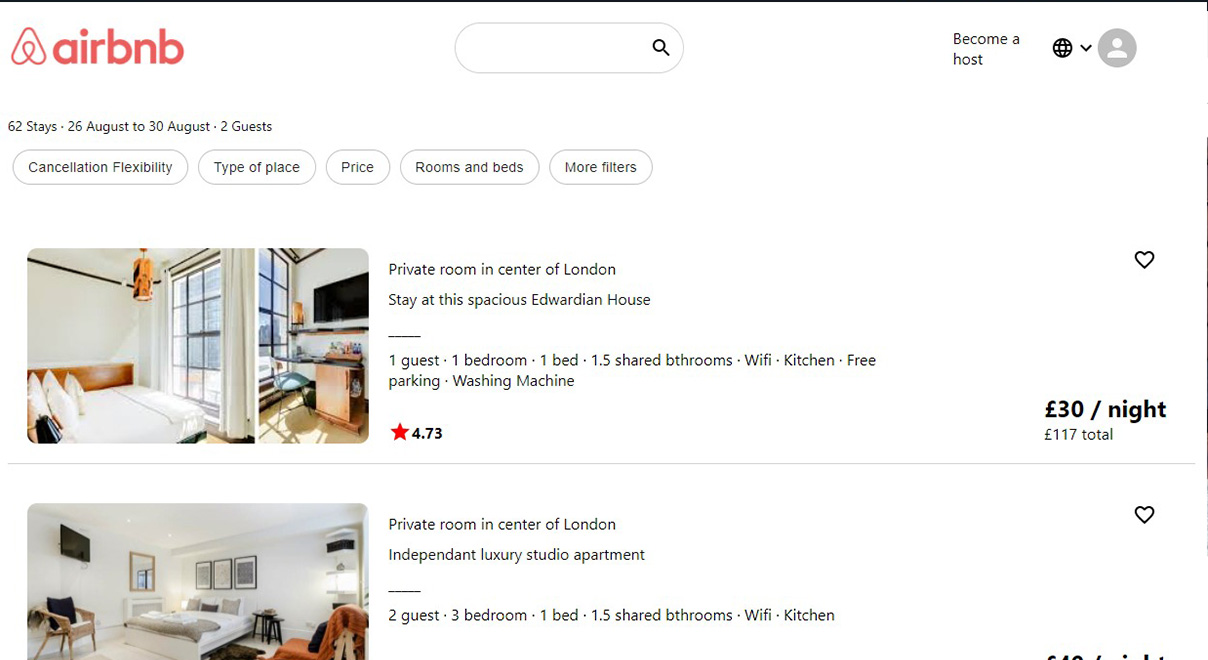 airbnb
Become a
host
62 Stays · 26 August to 30 August · 2 Guests
Cancellation Flexibility
Type of place
Price
Rooms and beds
More filters
Private room in center of London
Stay at this spacious Edwardian House
_____
1 guest · 1 bedroom · 1 bed · 1.5 shared bthrooms · Wifi · Kitchen · Free
parking · Washing Machine
4.73
£30 / night
£117 total
Private room in center of London
Independant luxury studio apartment
_____
2 guest · 3 bedroom · 1 bed · 1.5 shared bthrooms · Wifi · Kitchen